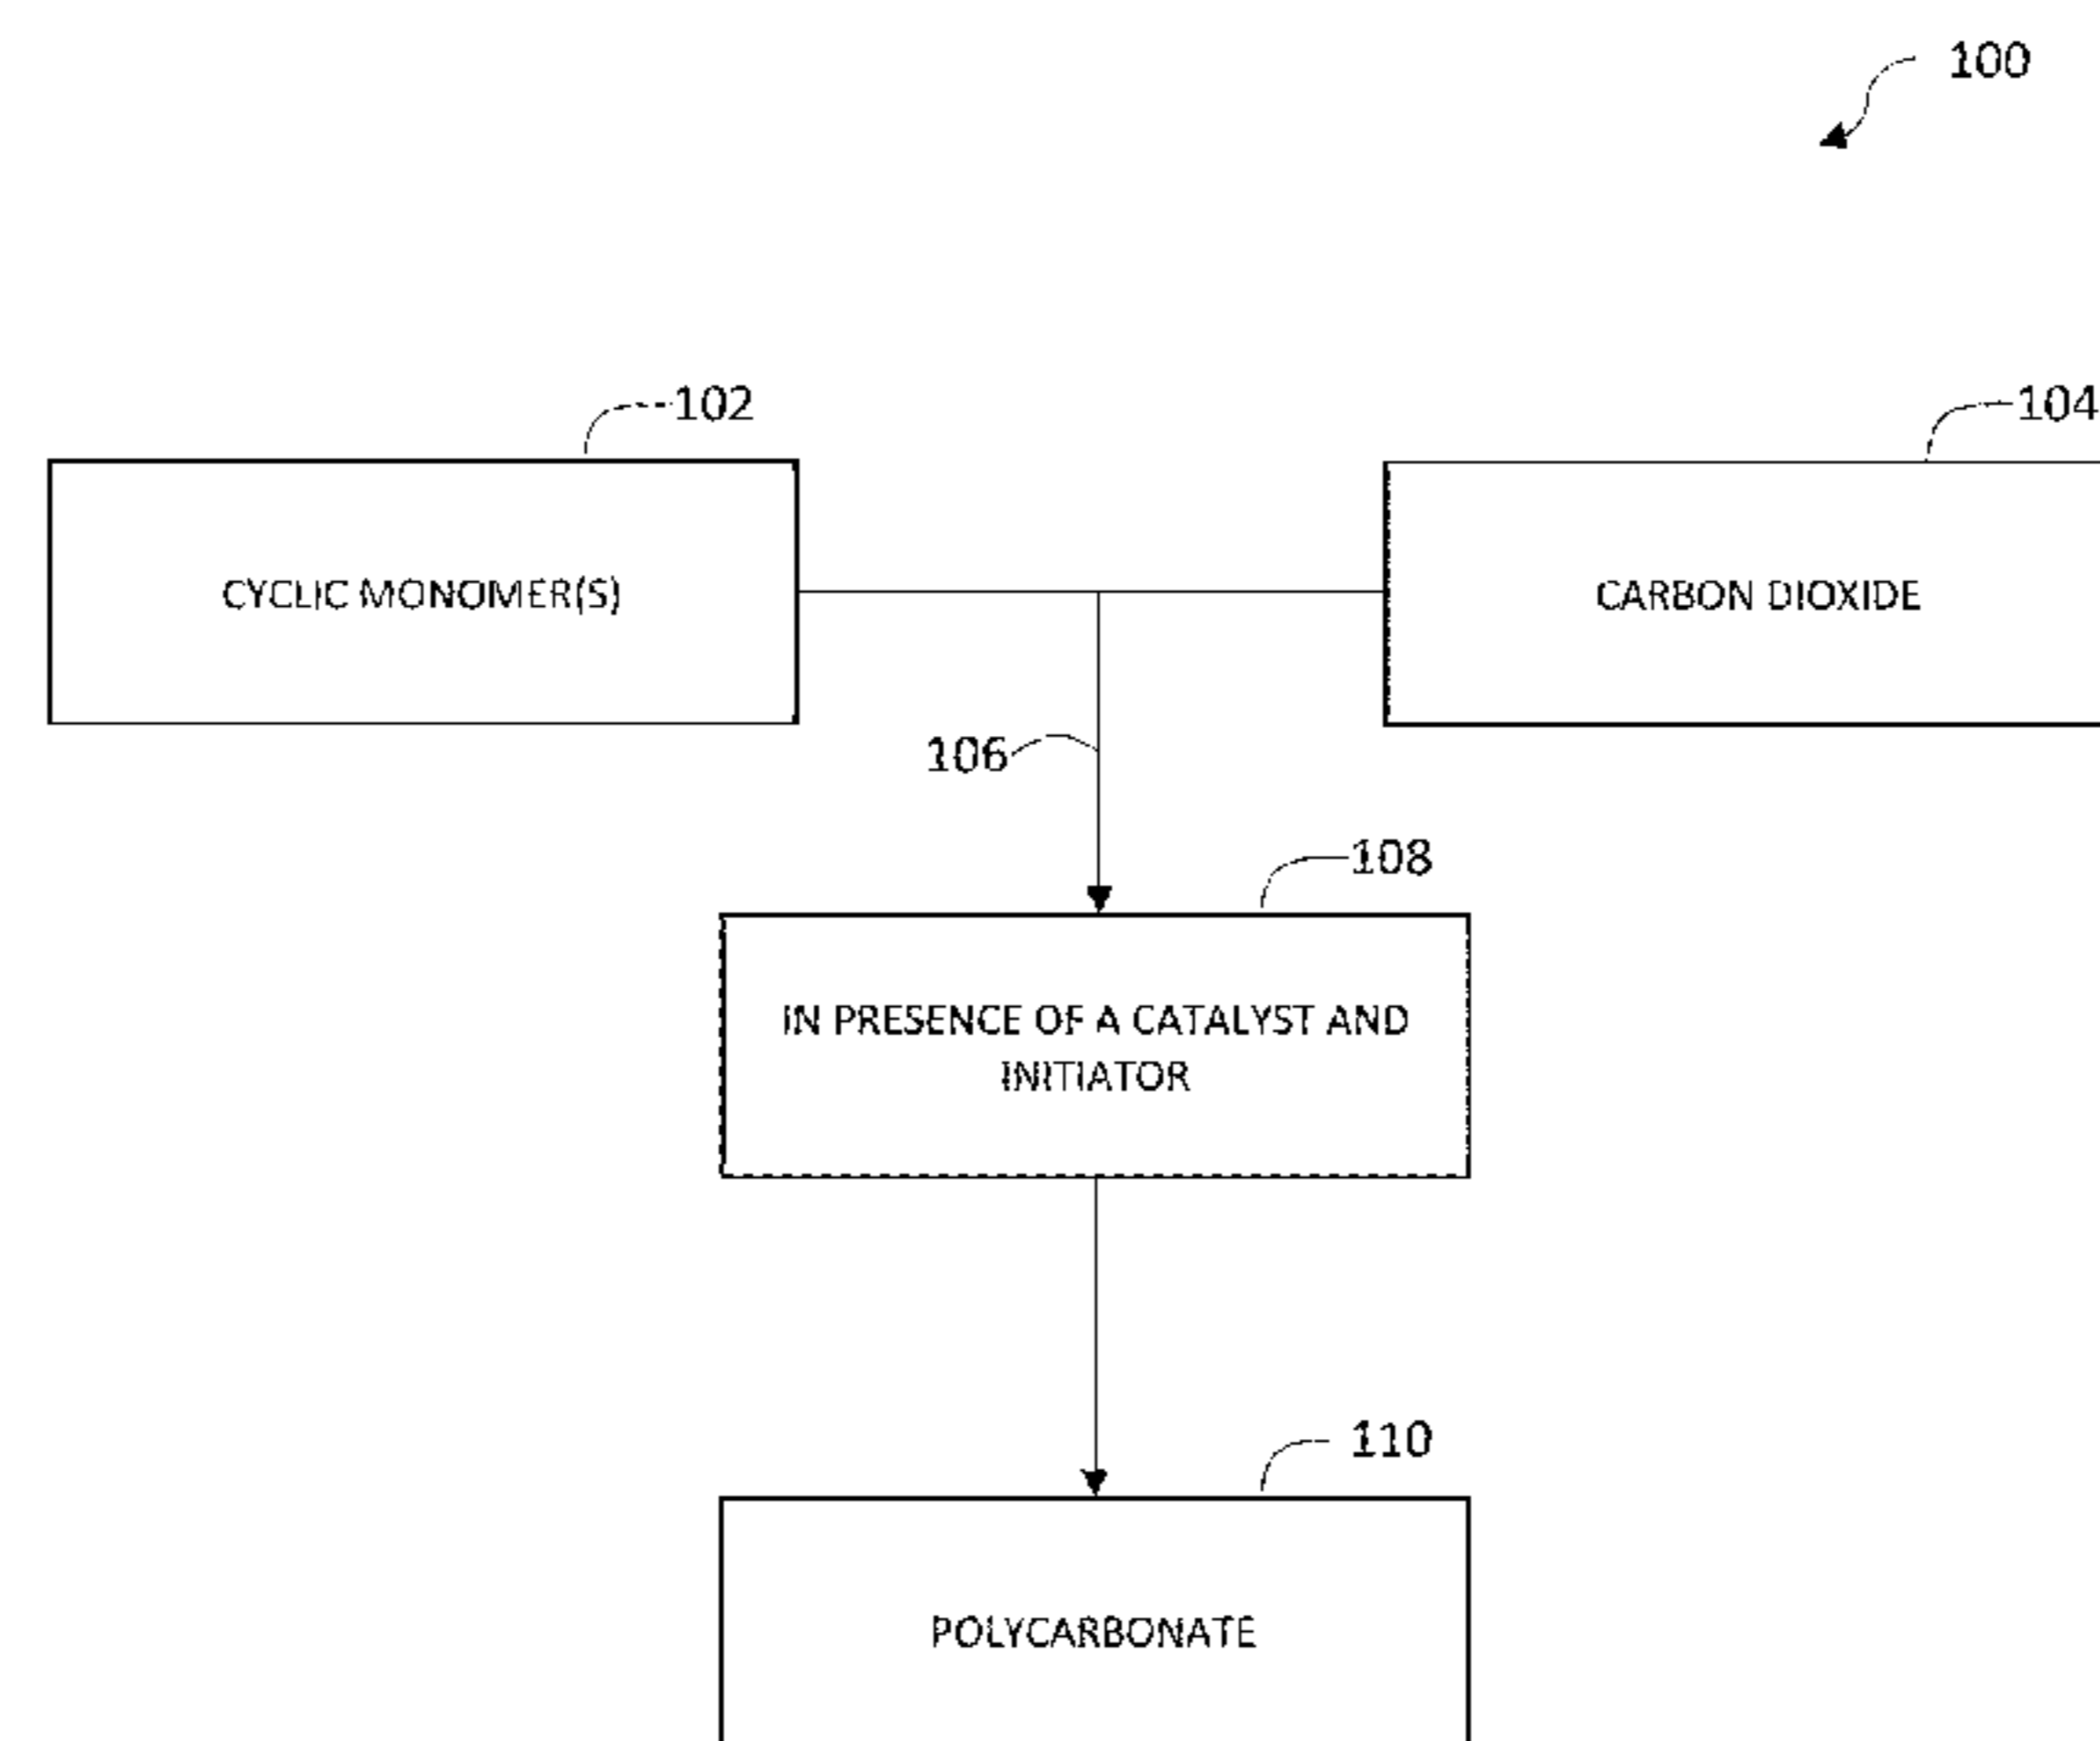 100
102
104
CYCLIC MONOMER(S)
CARBON DIOXIDE
106
108
IN PRESENCE OF A CATALYST AND
INITIATOR
110
POLYCARBONATE